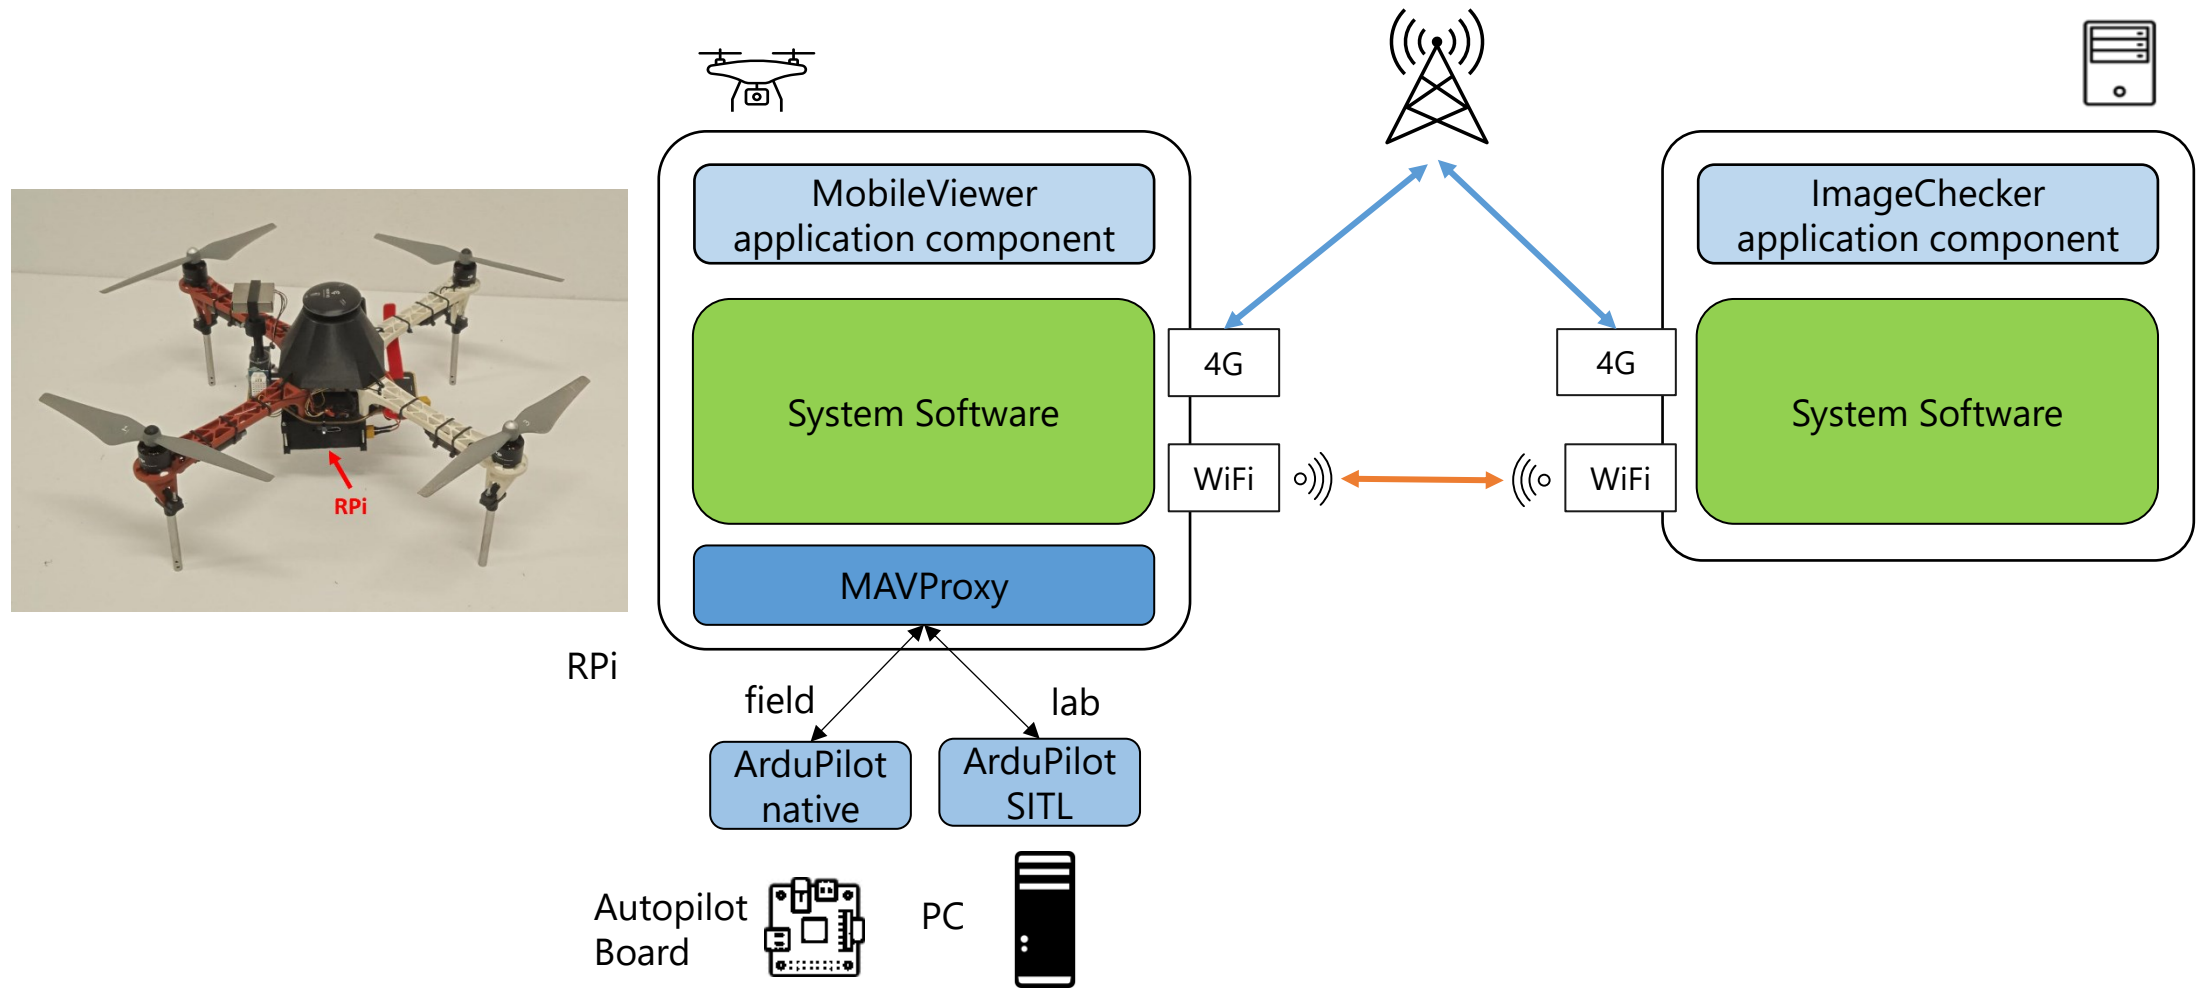 MobileViewer
application component
ImageChecker
application component
4G
4G
System Software
System Software
WiFi
WiFi
RPi
MAVProxy
RPi
field
lab
ArduPilot
native
ArduPilot
SITL
Autopilot
Board
PC